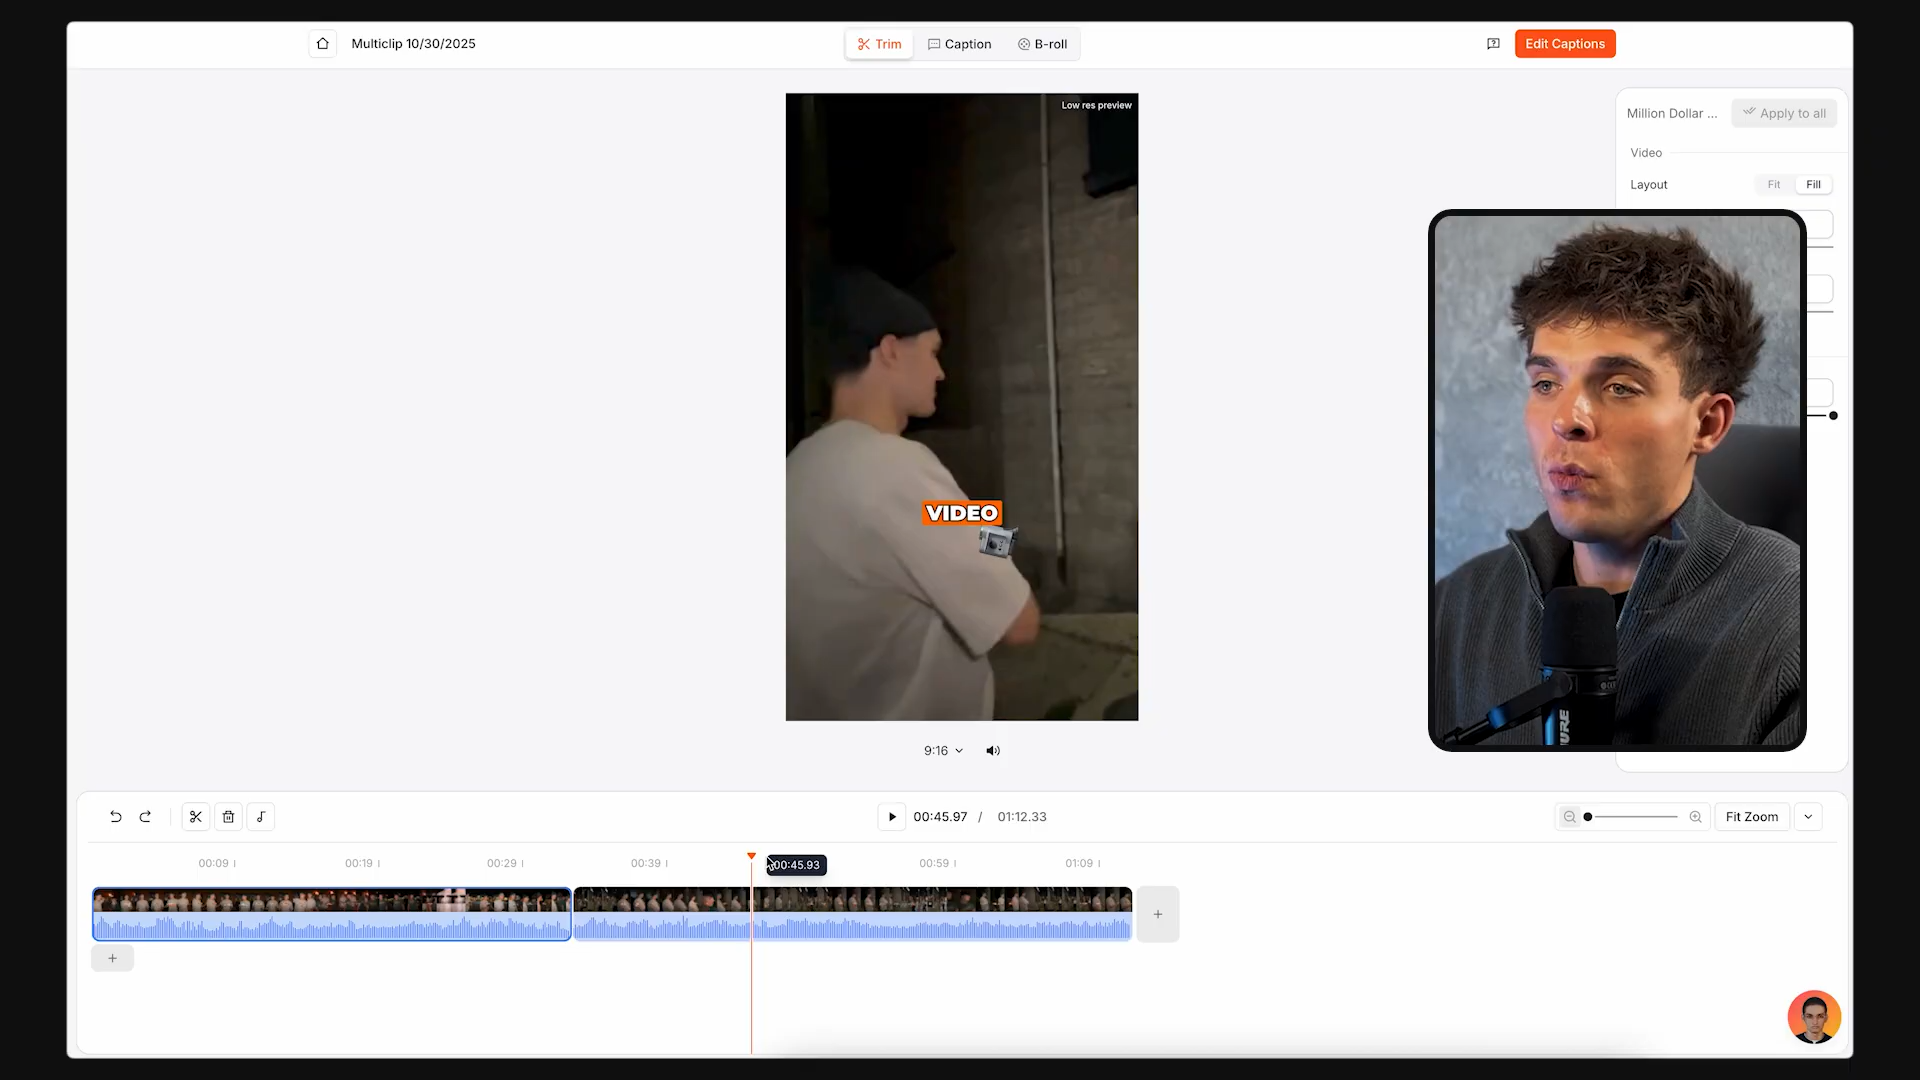 Multiclip 10/30/2025
Trim
Caption
B-roll
Edit Captions
Low res preview
Million Dollar ...
Apply to all
Video
Layout
Fit
Fill
VIDEO
9:16
00:45.97 / 01:12.33
Fit Zoom
00:09
00:19
00:29
00:39
00:45.93
00:59
01:09